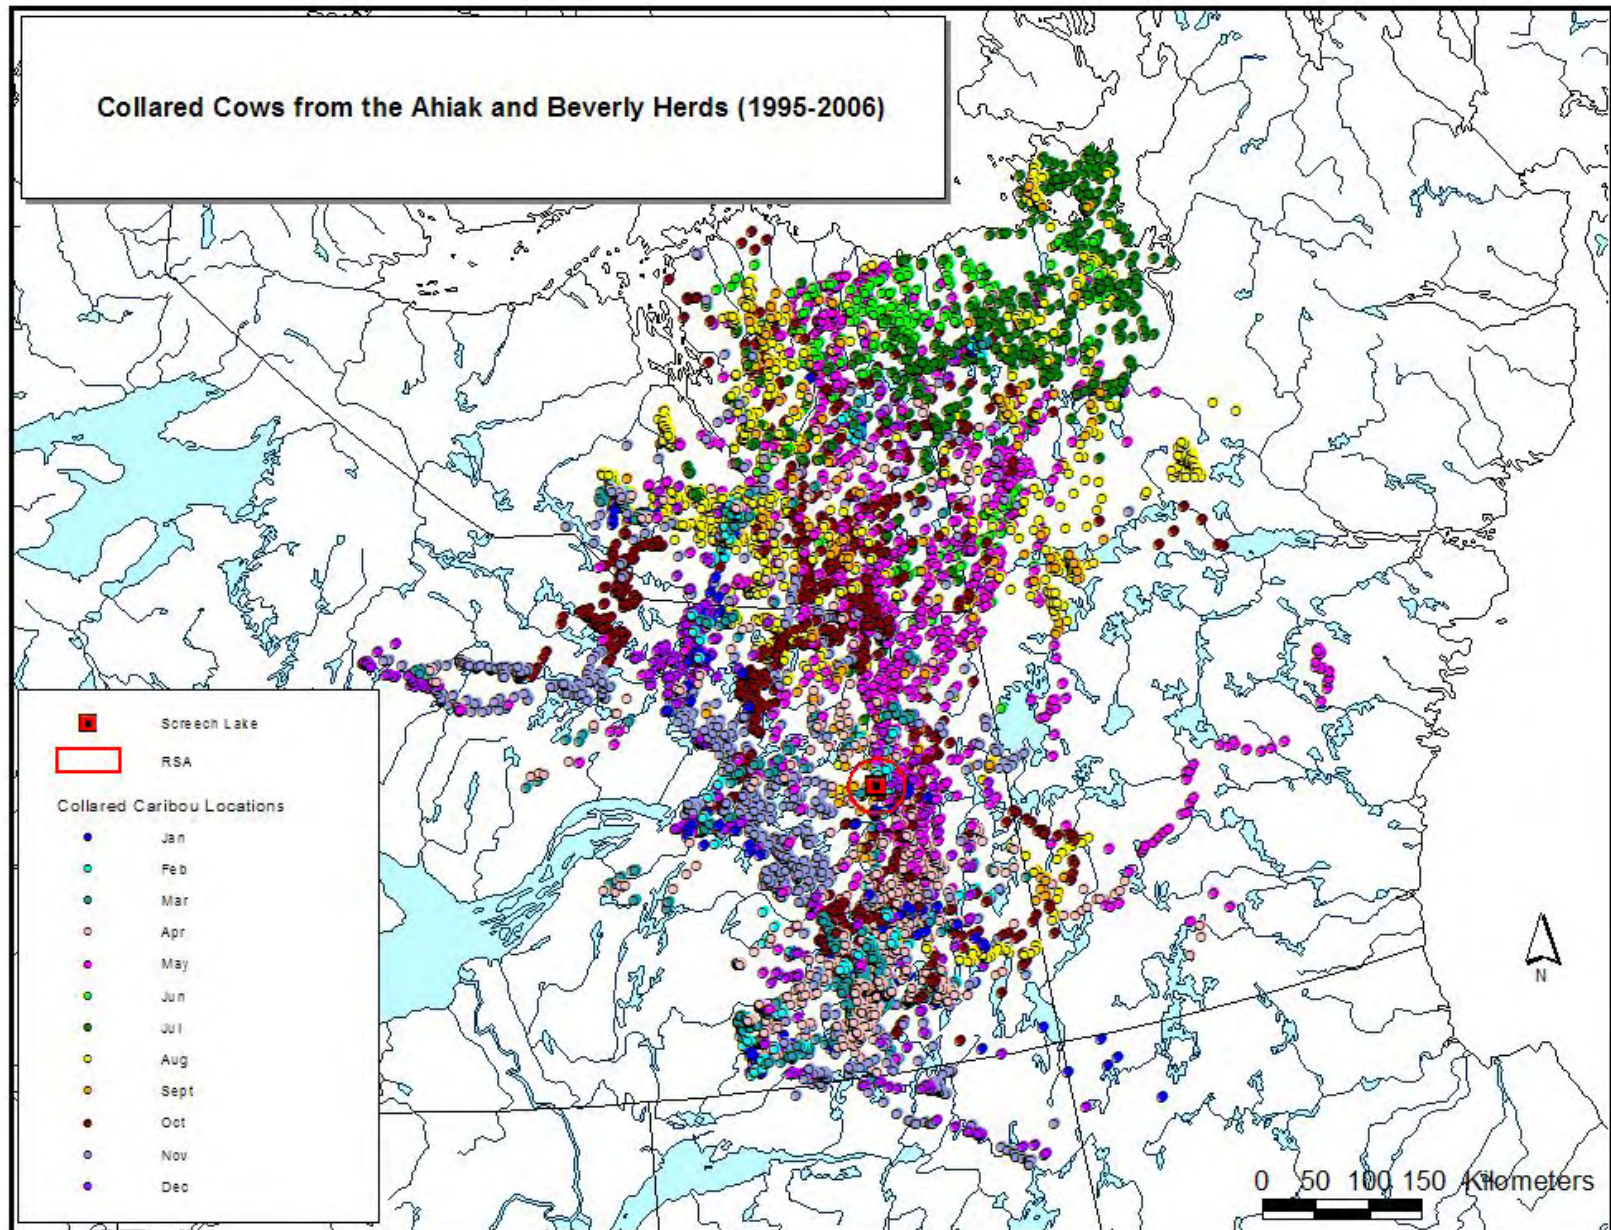 Collared Cows from the Ahiak and Beverly Herds (1995-2006)
Screech Lake
RSA
Collared Caribou Locations
Jan
Feb
Mar
Apr
May
Jun
Jul
Aug
Sept
Oct
Nov
Dec
N
0 50 100 150 Kilometers